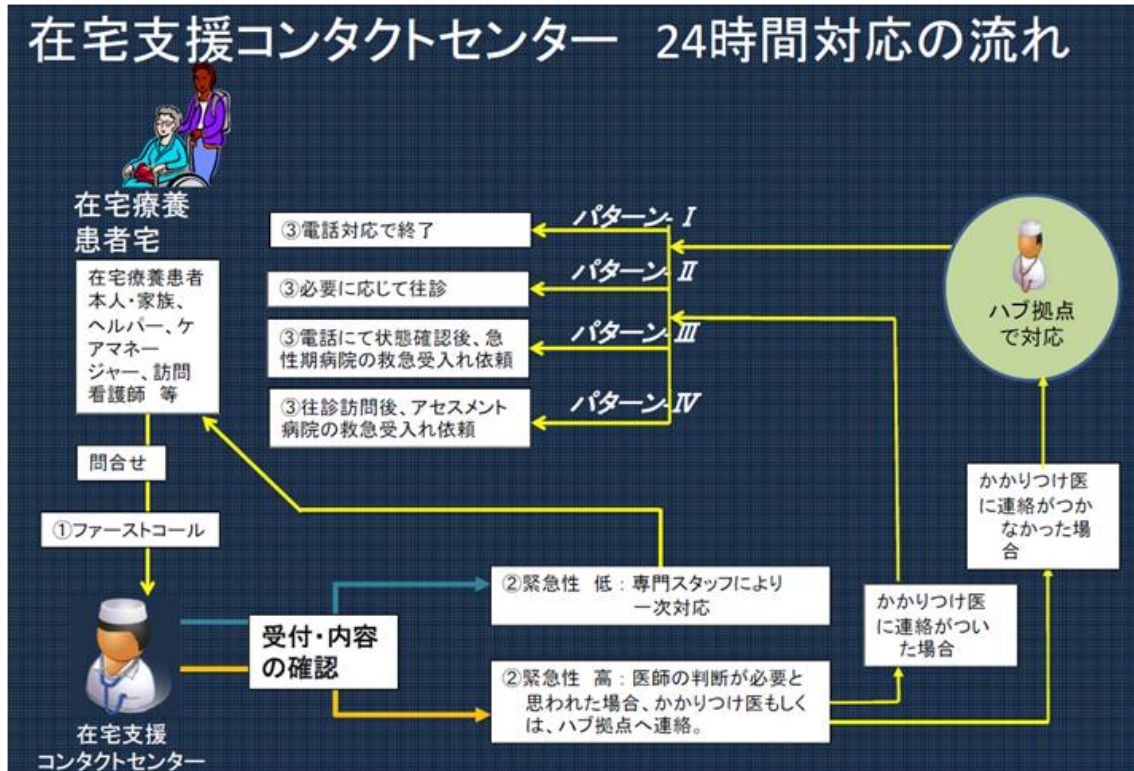 在宅支援コンタクトセンター 24時間対応の流れ
在宅療養
患者宅
在宅療養患者
本人・家族、
ヘルパー、ケ
アマネー
ジャー、訪問
看護師 等
問合せ
①ファーストコール
在宅支援
コンタクトセンター
受付・内容
の確認
②緊急性 低：専門スタッフにより
一次対応
②緊急性 高：医師の判断が必要と
思われた場合、かかりつけ医もしく
は、ハブ拠点へ連絡。
かかりつけ医
に連絡がつい
た場合
かかりつけ医
に連絡がつか
なかった場
合
ハブ拠点
で対応
パターン-Ⅰ
③電話対応で終了
パターン-Ⅱ
③必要に応じて往診
パターン-Ⅲ
③電話にて状態確認後、急
性期病院の救急受入れ依頼
パターン-Ⅳ
③往診訪問後、アセスメント
病院の救急受入れ依頼